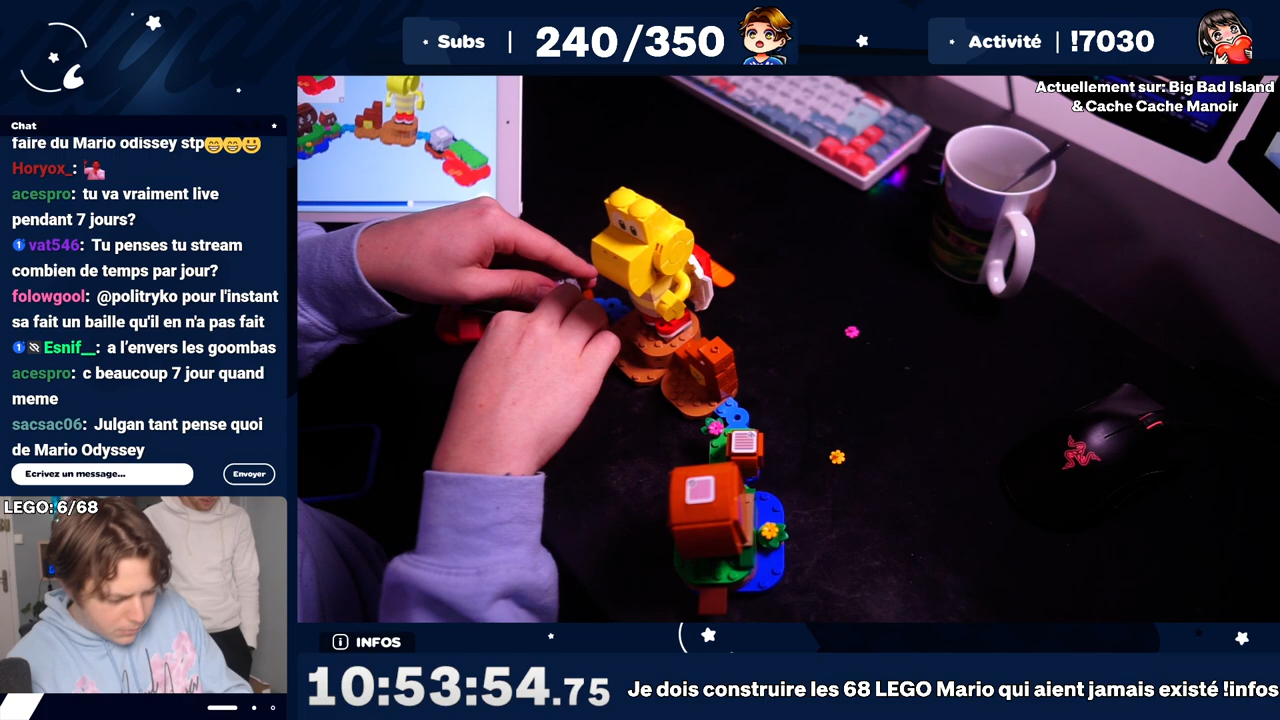 Subs | 240/350
Activité | !7030
Actuellement sur: Big Bad Island
& Cache Cache Manoir
Chat
faire du Mario odissey stp😁😁😃
Horyox_:
acespro: tu va vraiment live
pendant 7 jours?
1 vat546: Tu penses tu stream
combien de temps par jour?
folowgool: @politryko pour l'instant
sa fait un baille qu'il en n'a pas fait
1 Esnif__: a l’envers les goombas
acespro: c beaucoup 7 jour quand
meme
sacsac06: Julgan tant pense quoi
de Mario Odyssey
Ecrivez un message...
Envoyer
LEGO: 6/68
i INFOS
10:53:54.75
Je dois construire les 68 LEGO Mario qui aient jamais existé !infos